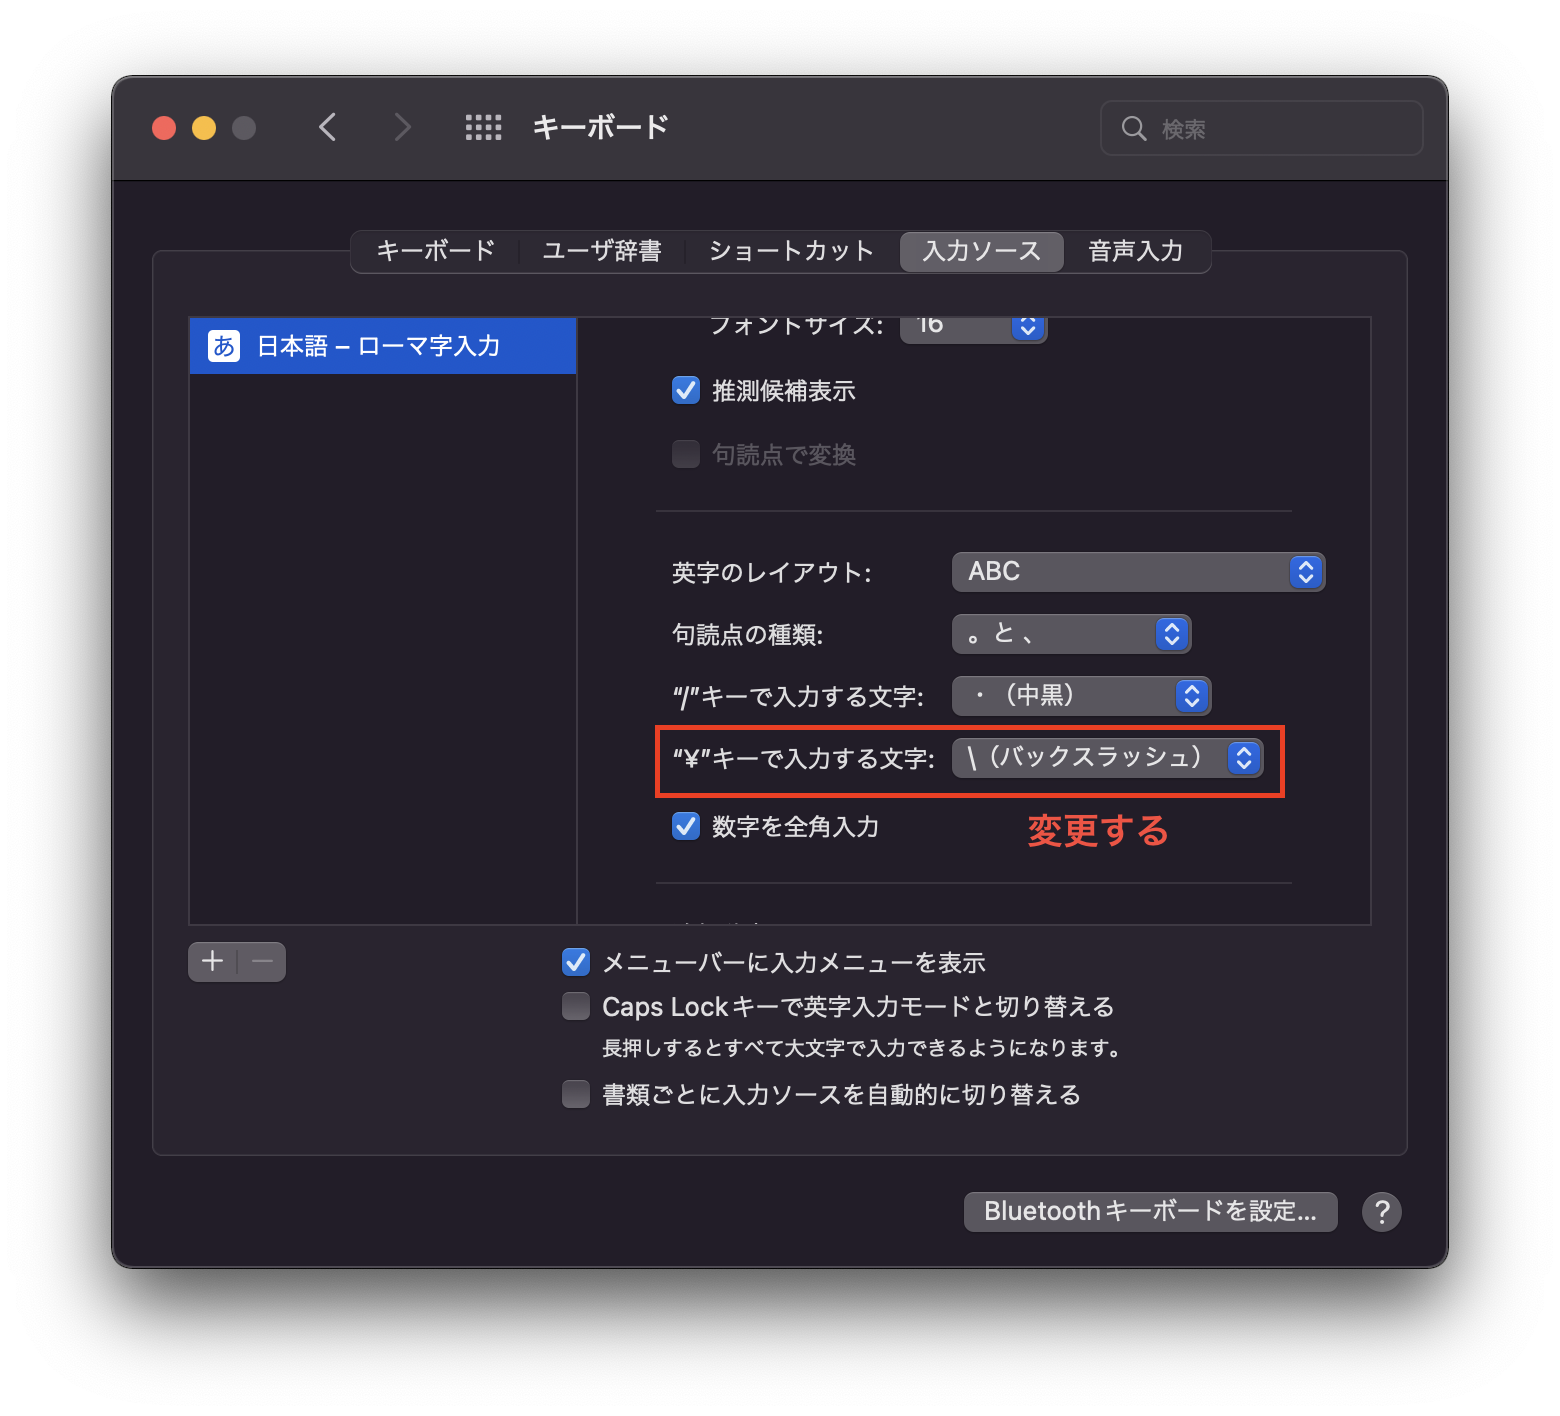 キーボード
検索
キーボード ユーザ辞書 ショートカット 入力ソース 音声入力
あ 日本語 – ローマ字入力
フォントサイズ: 16
推測候補表示
句読点で変換
英字のレイアウト: ABC
句読点の種類: 。と 、
“/”キーで入力する文字: ・（中黒）
“¥”キーで入力する文字: \（バックスラッシュ）
数字を全角入力
変更する
メニューバーに入力メニューを表示
Caps Lockキーで英字入力モードと切り替える
長押しするとすべて大文字で入力できるようになります。
書類ごとに入力ソースを自動的に切り替える
Bluetoothキーボードを設定... ?